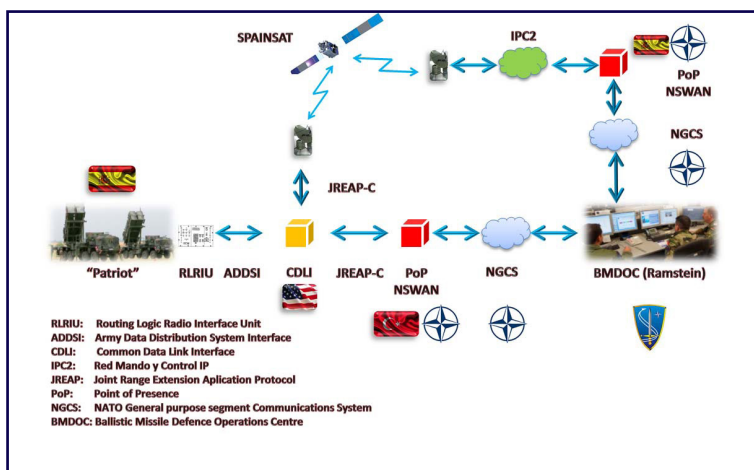 SPAINSAT
IPC2
PoP
NSWAN
NGCS
JREAP-C
"Patriot"
RLRIU
ADDSI
CDLI
JREAP-C
PoP
NSWAN
NGCS
BMDOC (Ramstein)
RLRIU: Routing Logic Radio Interface Unit
ADDSI: Army Data Distribution System Interface
CDLI: Common Data Link Interface
IPC2: Red Mando y Control IP
JREAP: Joint Range Extension Aplication Protocol
PoP: Point of Presence
NGCS: NATO General purpose segment Communications System
BMDOC: Ballistic Missile Defence Operations Centre